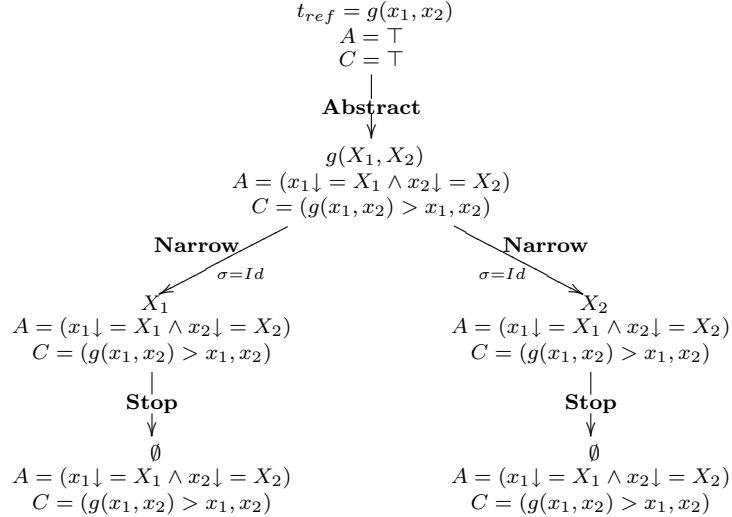 t_{ref} = g(x_1, x_2)
A = ⊤
C = ⊤
Abstract
g(X_1, X_2)
A = (x_1↓ = X_1 ∧ x_2↓ = X_2)
C = (g(x_1, x_2) > x_1, x_2)
Narrow Narrow
σ=Id σ=Id
X_1 X_2
A = (x_1↓ = X_1 ∧ x_2↓ = X_2) A = (x_1↓ = X_1 ∧ x_2↓ = X_2)
C = (g(x_1, x_2) > x_1, x_2) C = (g(x_1, x_2) > x_1, x_2)
Stop Stop
∅ ∅
A = (x_1↓ = X_1 ∧ x_2↓ = X_2) A = (x_1↓ = X_1 ∧ x_2↓ = X_2)
C = (g(x_1, x_2) > x_1, x_2) C = (g(x_1, x_2) > x_1, x_2)